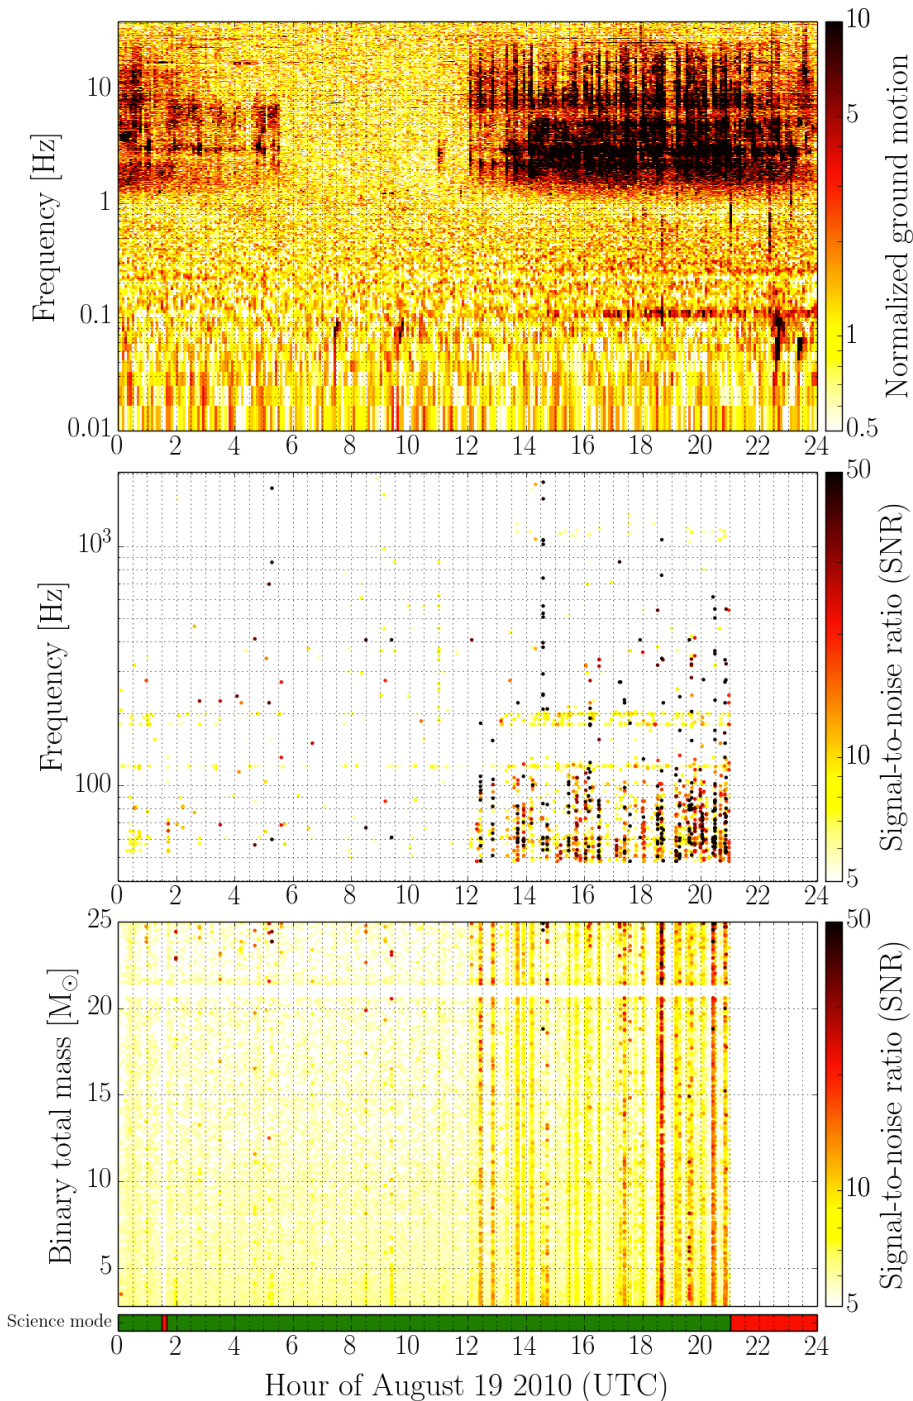 10
1
0.1
0.01
Frequency [Hz]
0 2 4 6 8 10 12 14 16 18 20 22 24
10
5
1
0.5
Normalized ground motion
10³
100
Frequency [Hz]
0 2 4 6 8 10 12 14 16 18 20 22 24
50
10
5
Signal-to-noise ratio (SNR)
25
20
15
10
5
Binary total mass [M☉]
50
10
5
Signal-to-noise ratio (SNR)
Science mode
0 2 4 6 8 10 12 14 16 18 20 22 24
Hour of August 19 2010 (UTC)